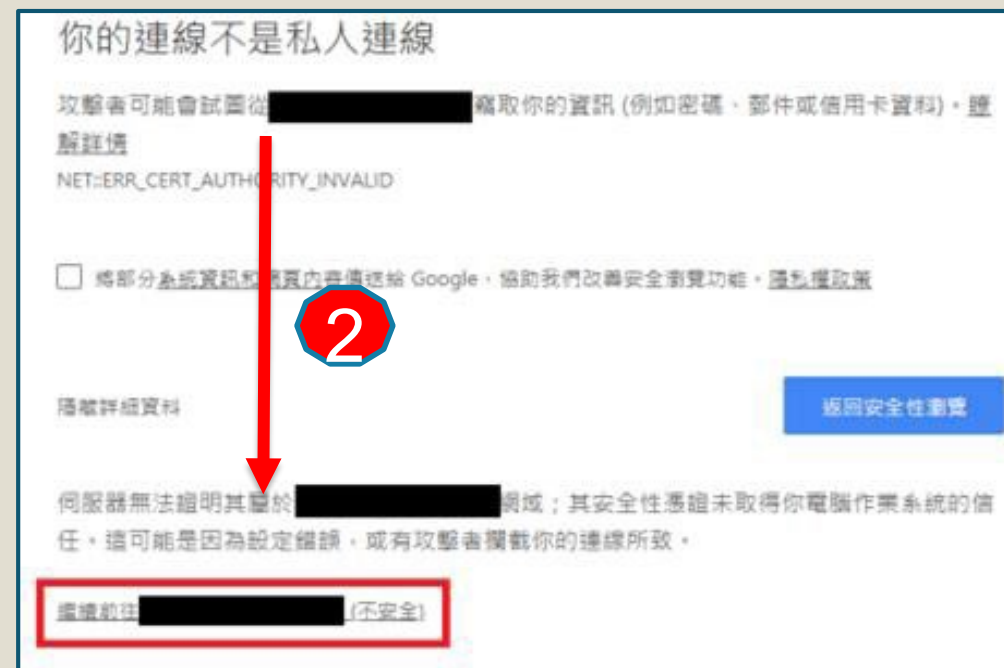 你的連線不是私人連線
攻擊者可能會試圖從 竊取你的資訊 (例如密碼、郵件或信用卡資料)。瞭
解詳情
NET::ERR_CERT_AUTHORITY_INVALID
將部分系統資訊和網頁內容傳送給 Google，協助我們改善安全瀏覽功能。隱私權政策
2
隱藏詳細資料
返回安全性瀏覽
伺服器無法證明其屬於 網域；其安全性憑證未取得你電腦作業系統的信
任。這可能是因為設定錯誤，或有攻擊者攔截你的連線所致。
繼續前往 (不安全)